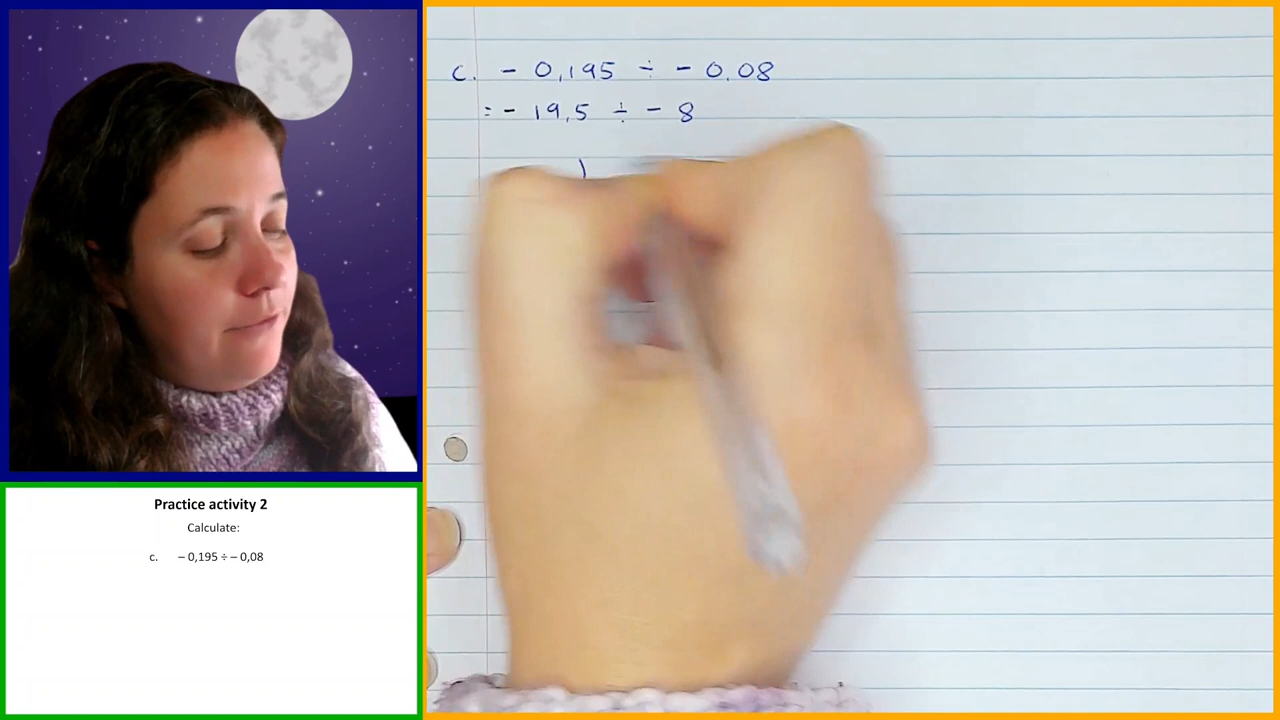 c. - 0,195 ÷ - 0.08
= - 19,5 ÷ - 8
Practice activity 2
Calculate:
c. – 0,195 ÷ – 0,08